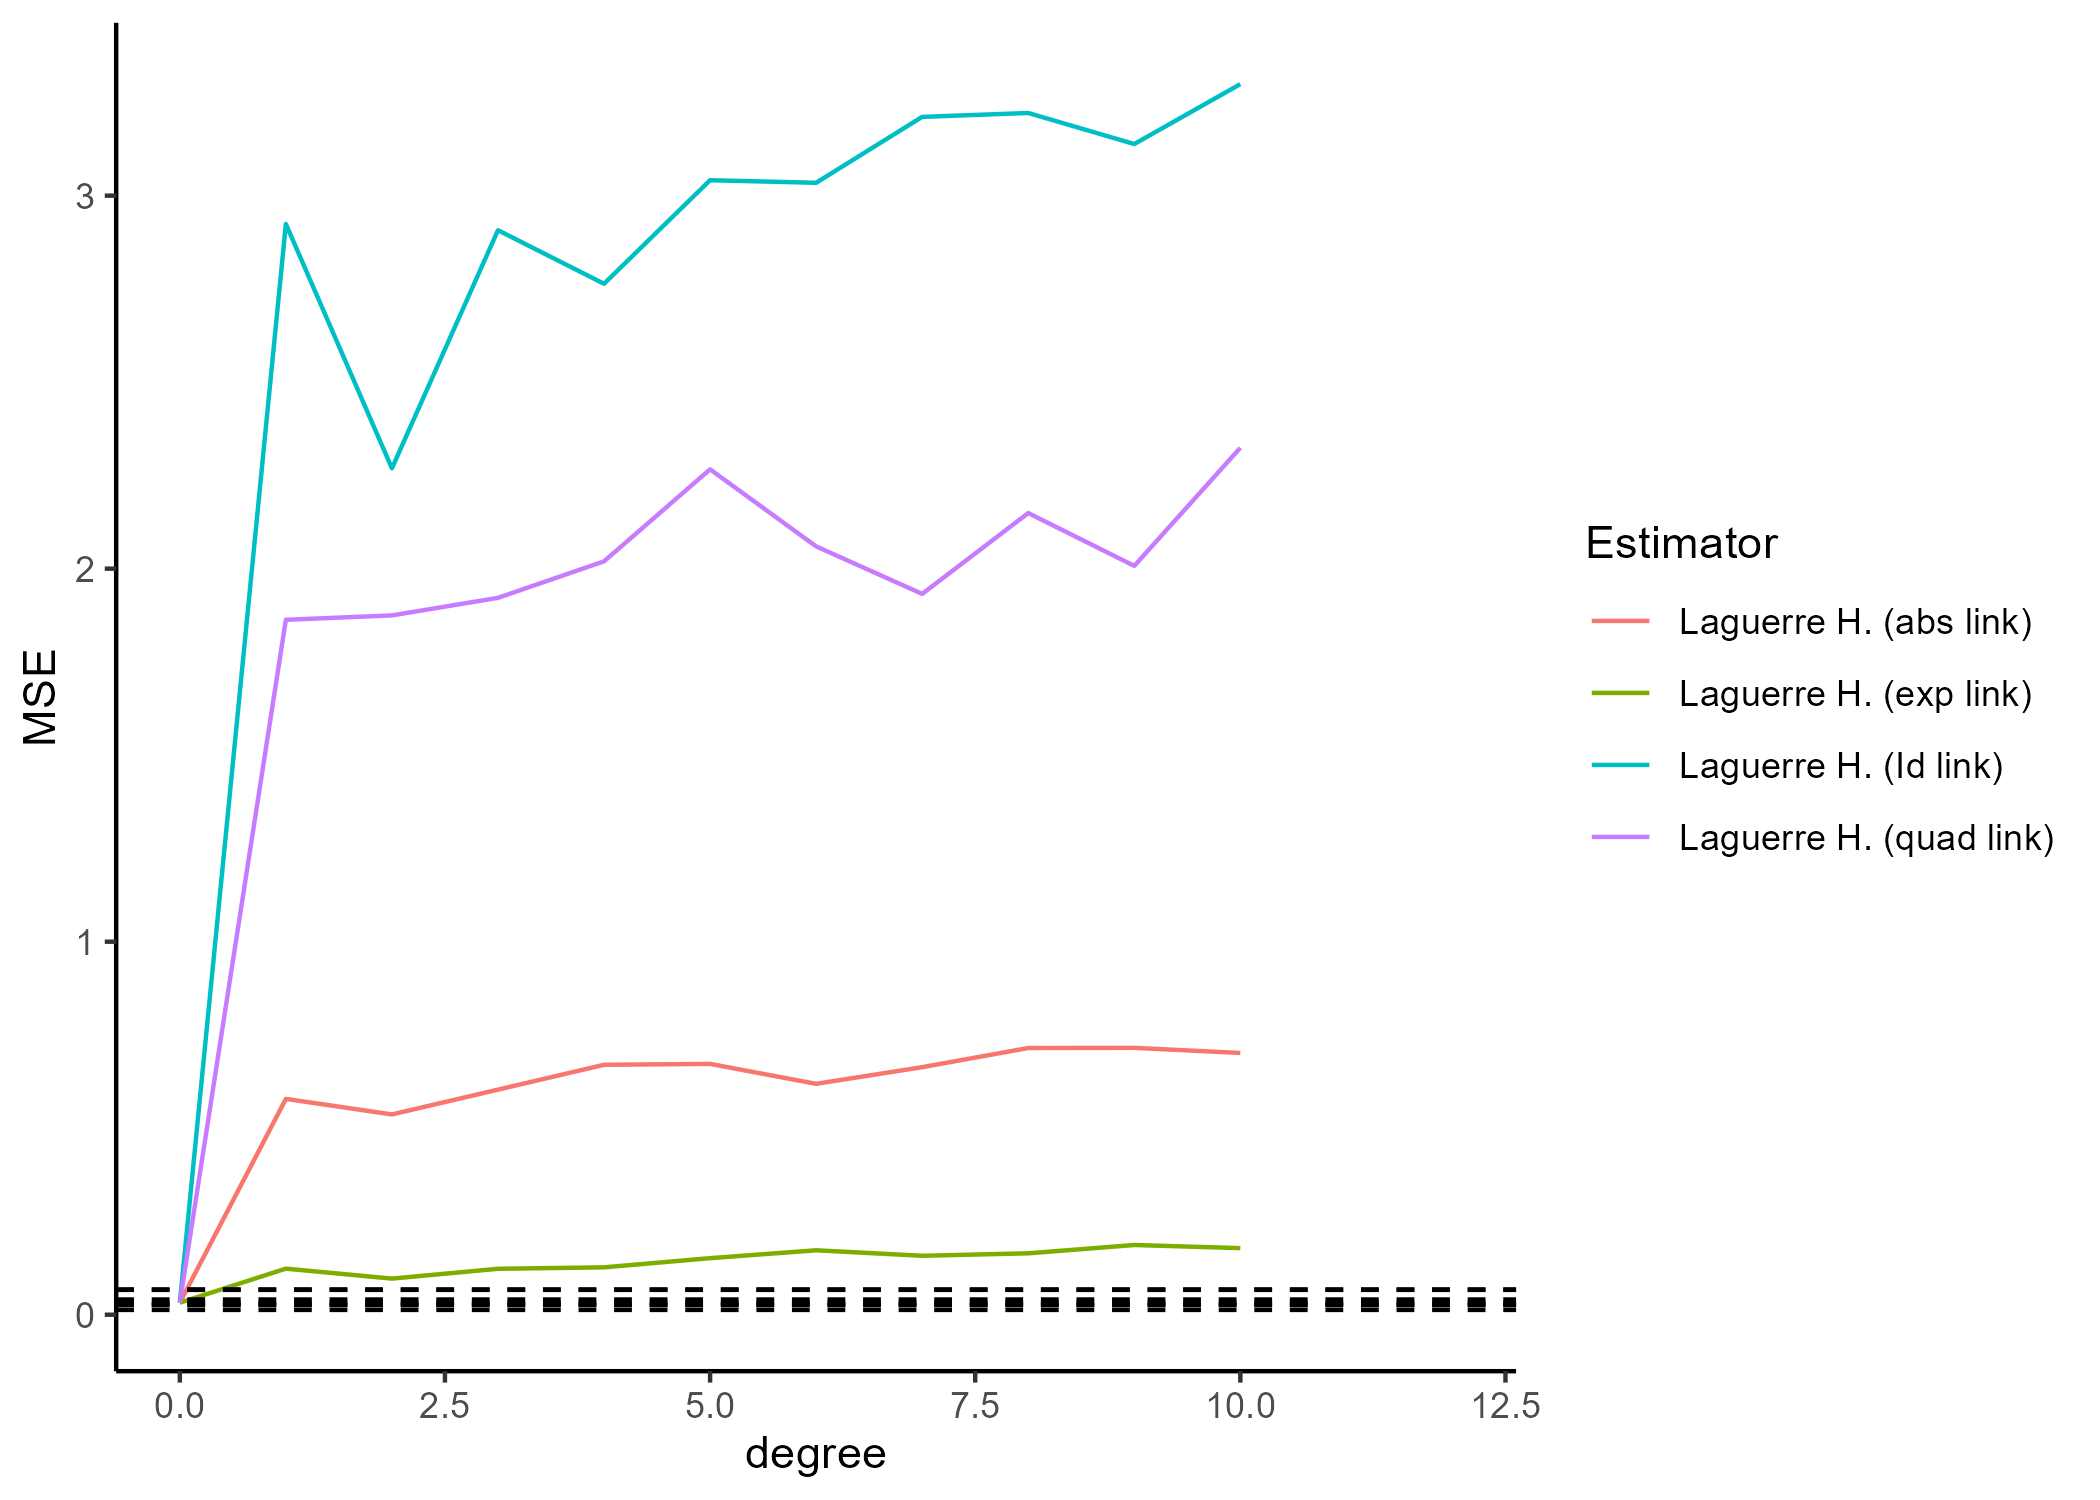 MSE
3
2
1
0
0.0 2.5 5.0 7.5 10.0 12.5
degree
Estimator
Laguerre H. (abs link)
Laguerre H. (exp link)
Laguerre H. (Id link)
Laguerre H. (quad link)